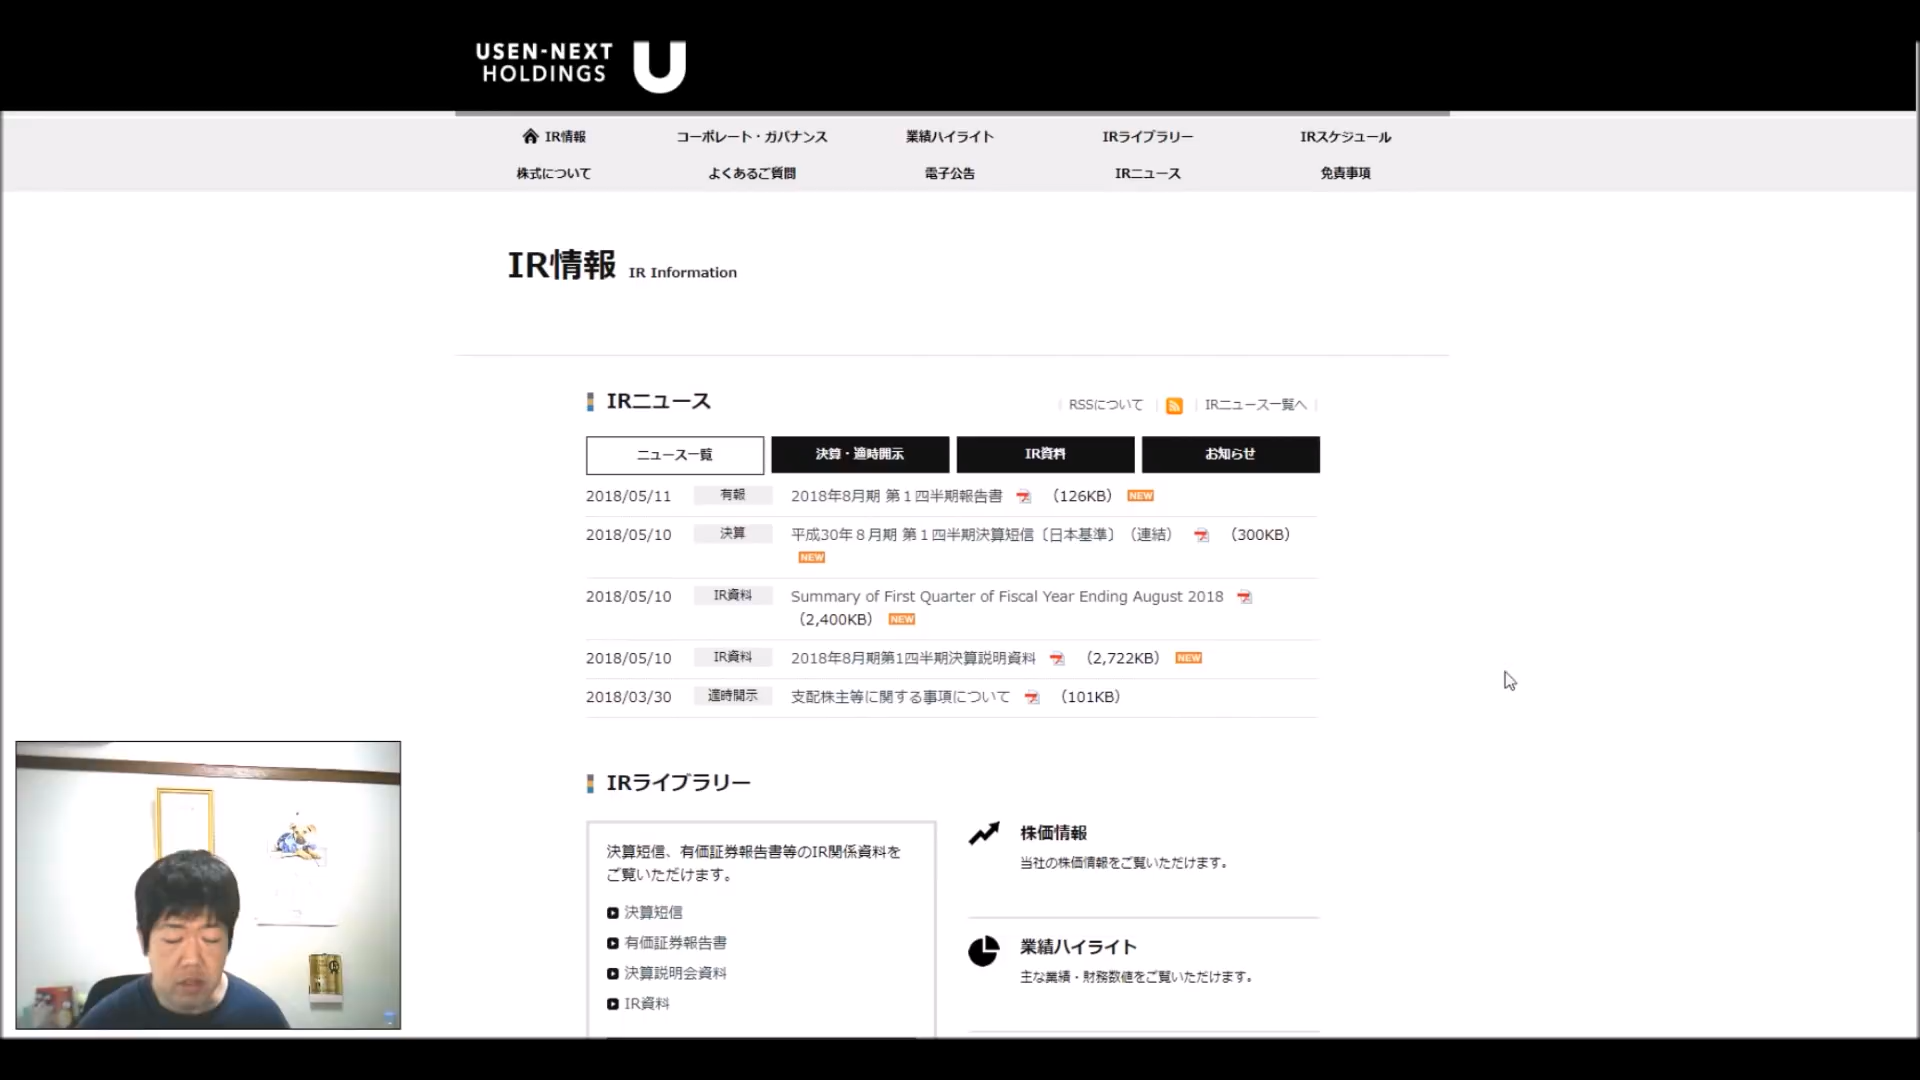 USEN-NEXT
HOLDINGS
IR情報
コーポレート・ガバナンス
業績ハイライト
IRライブラリー
IRスケジュール
株式について
よくあるご質問
電子公告
IRニュース
免責事項
IR情報 IR Information
IRニュース
RSSについて
IRニュース一覧へ
ニュース一覧
決算・適時開示
IR資料
お知らせ
2018/05/11 有報 2018年8月期 第１四半期報告書 （126KB） NEW
2018/05/10 決算 平成30年８月期 第１四半期決算短信〔日本基準〕（連結） （300KB）
NEW
2018/05/10 IR資料 Summary of First Quarter of Fiscal Year Ending August 2018
（2,400KB） NEW
2018/05/10 IR資料 2018年8月期第1四半期決算説明資料 （2,722KB） NEW
2018/03/30 適時開示 支配株主等に関する事項について （101KB）
IRライブラリー
決算短信、有価証券報告書等のIR関係資料を
ご覧いただけます。
決算短信
有価証券報告書
決算説明会資料
IR資料
株価情報
当社の株価情報をご覧いただけます。
業績ハイライト
主な業績・財務数値をご覧いただけます。